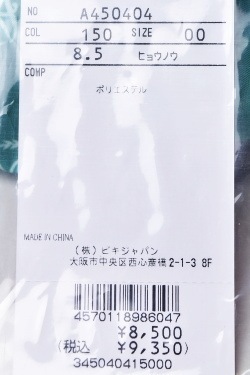 NO A450404
COL 150 SIZE 00
8.5 ヒョウノウ
COMP
ポリエステル
MADE IN CHINA
(株)ピキジャパン
大阪市中央区西心斎橋2-1-3 8F
4570118986047
¥8,500
(税込 ¥9,350)
345040415000